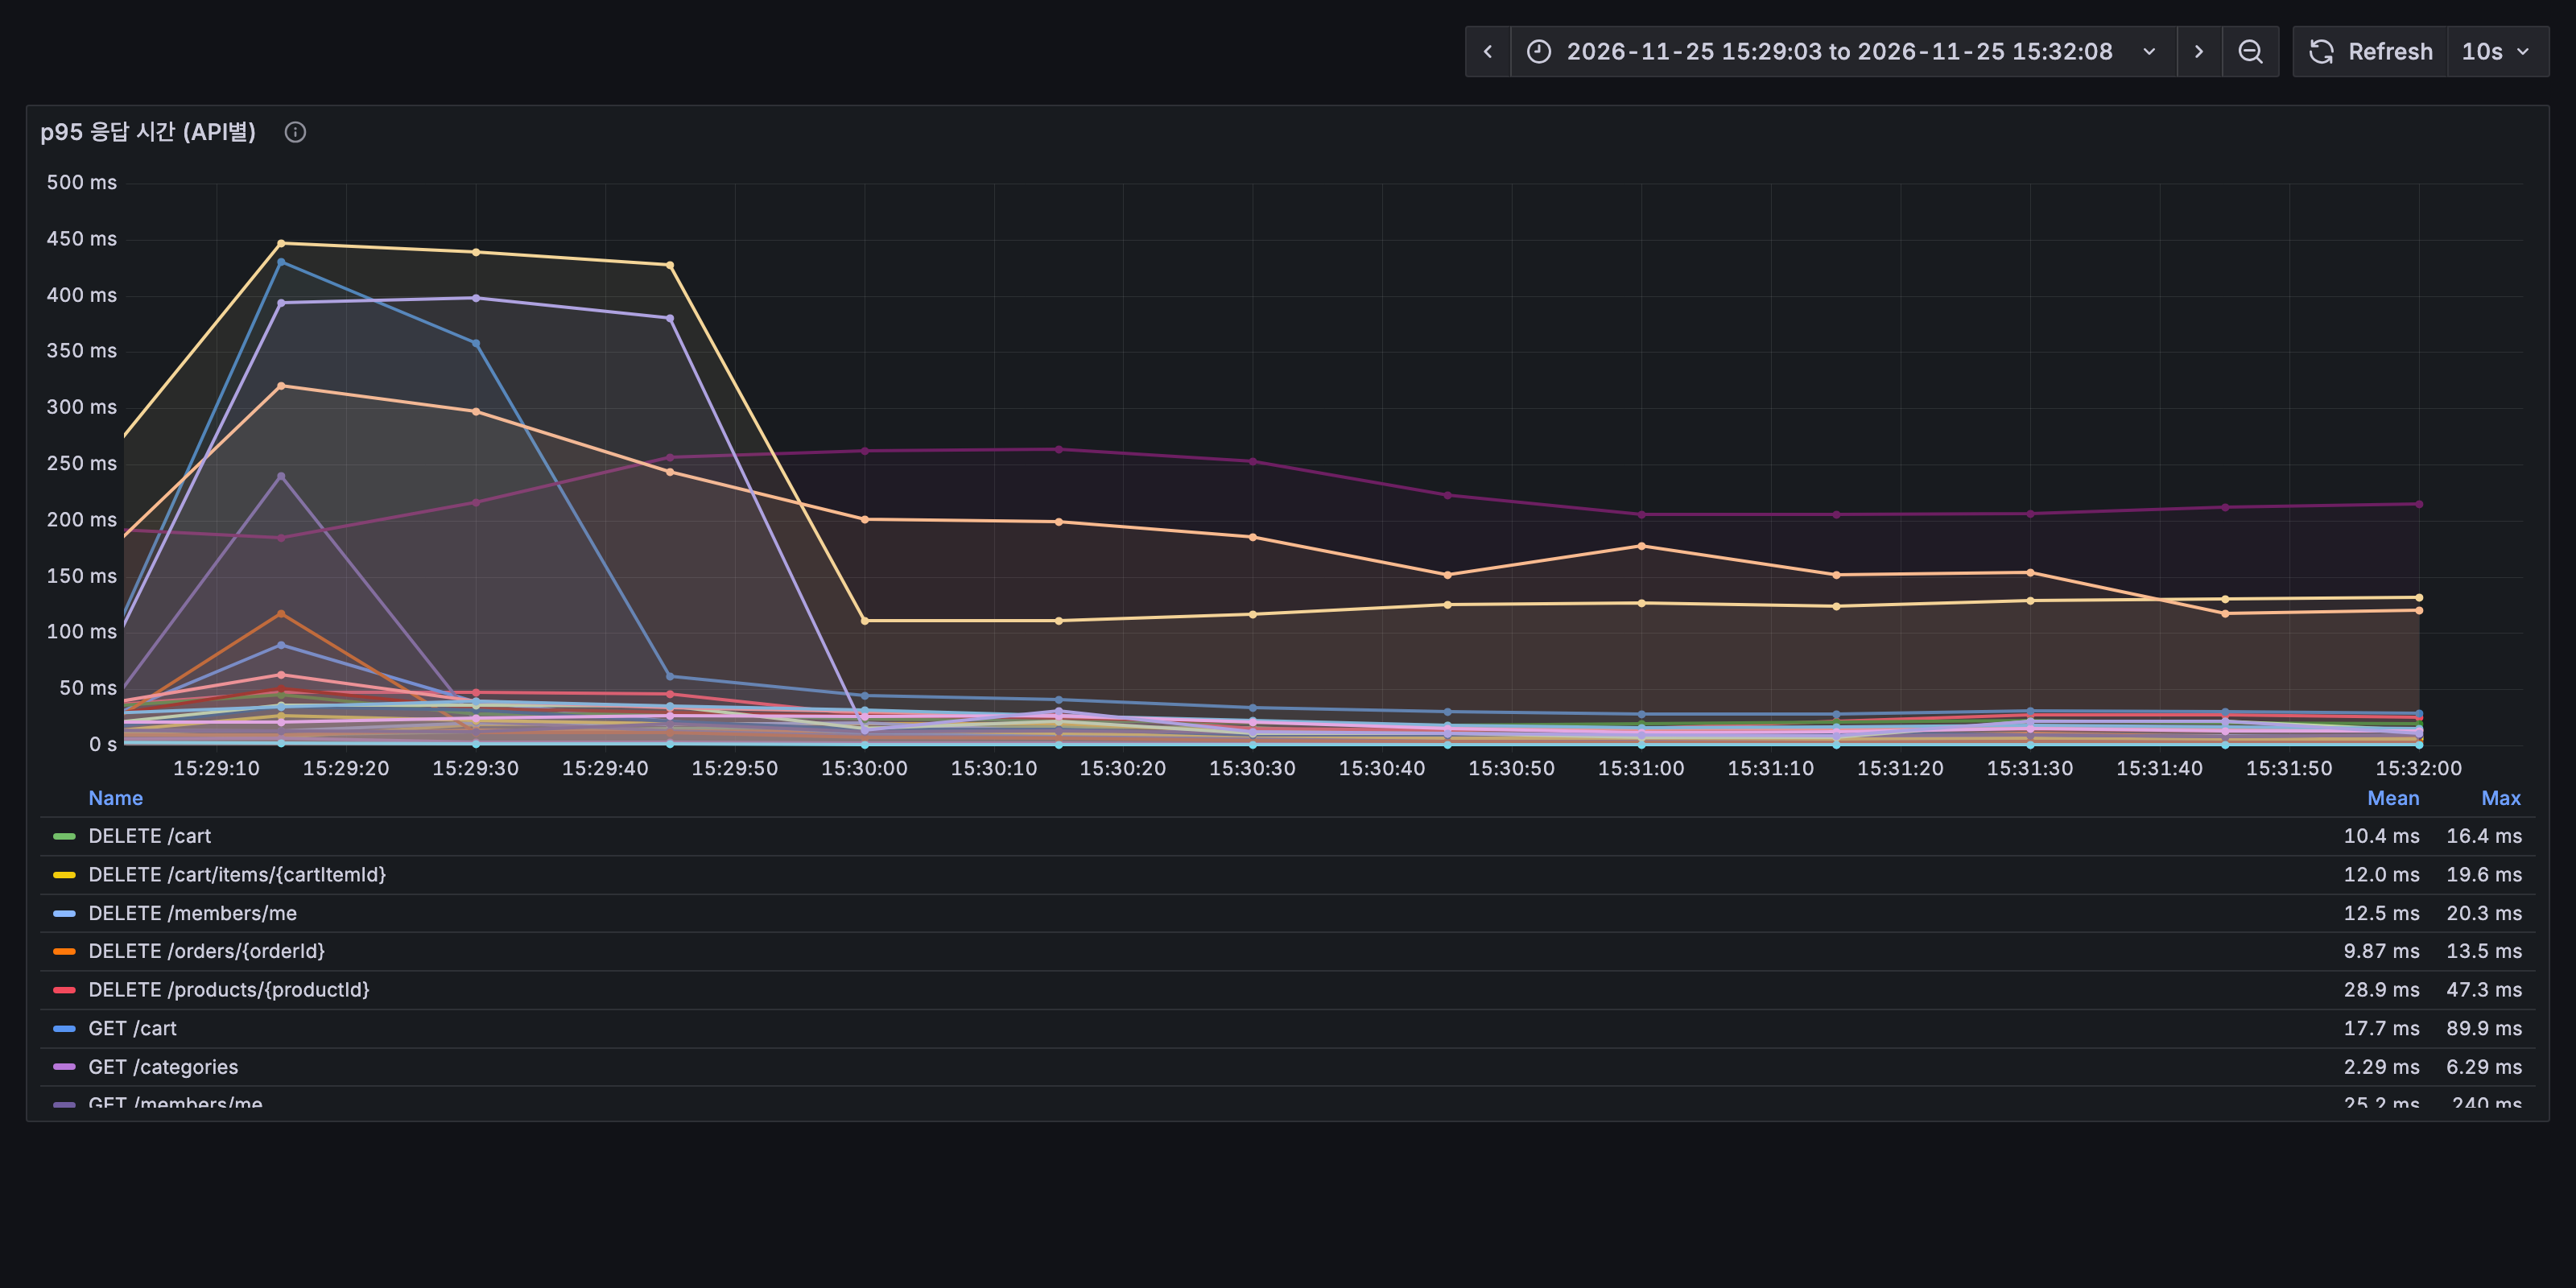 2026-11-25 15:29:03 to 2026-11-25 15:32:08 Refresh 10s
p95 응답 시간 (API별)
500 ms
450 ms
400 ms
350 ms
300 ms
250 ms
200 ms
150 ms
100 ms
50 ms
0 s
15:29:10 15:29:20 15:29:30 15:29:40 15:29:50 15:30:00 15:30:10 15:30:20 15:30:30 15:30:40 15:30:50 15:31:00 15:31:10 15:31:20 15:31:30 15:31:40 15:31:50 15:32:00
Name Mean Max
DELETE /cart 10.4 ms 16.4 ms
DELETE /cart/items/{cartItemId} 12.0 ms 19.6 ms
DELETE /members/me 12.5 ms 20.3 ms
DELETE /orders/{orderId} 9.87 ms 13.5 ms
DELETE /products/{productId} 28.9 ms 47.3 ms
GET /cart 17.7 ms 89.9 ms
GET /categories 2.29 ms 6.29 ms
GET /members/me 25.2 ms 240 ms